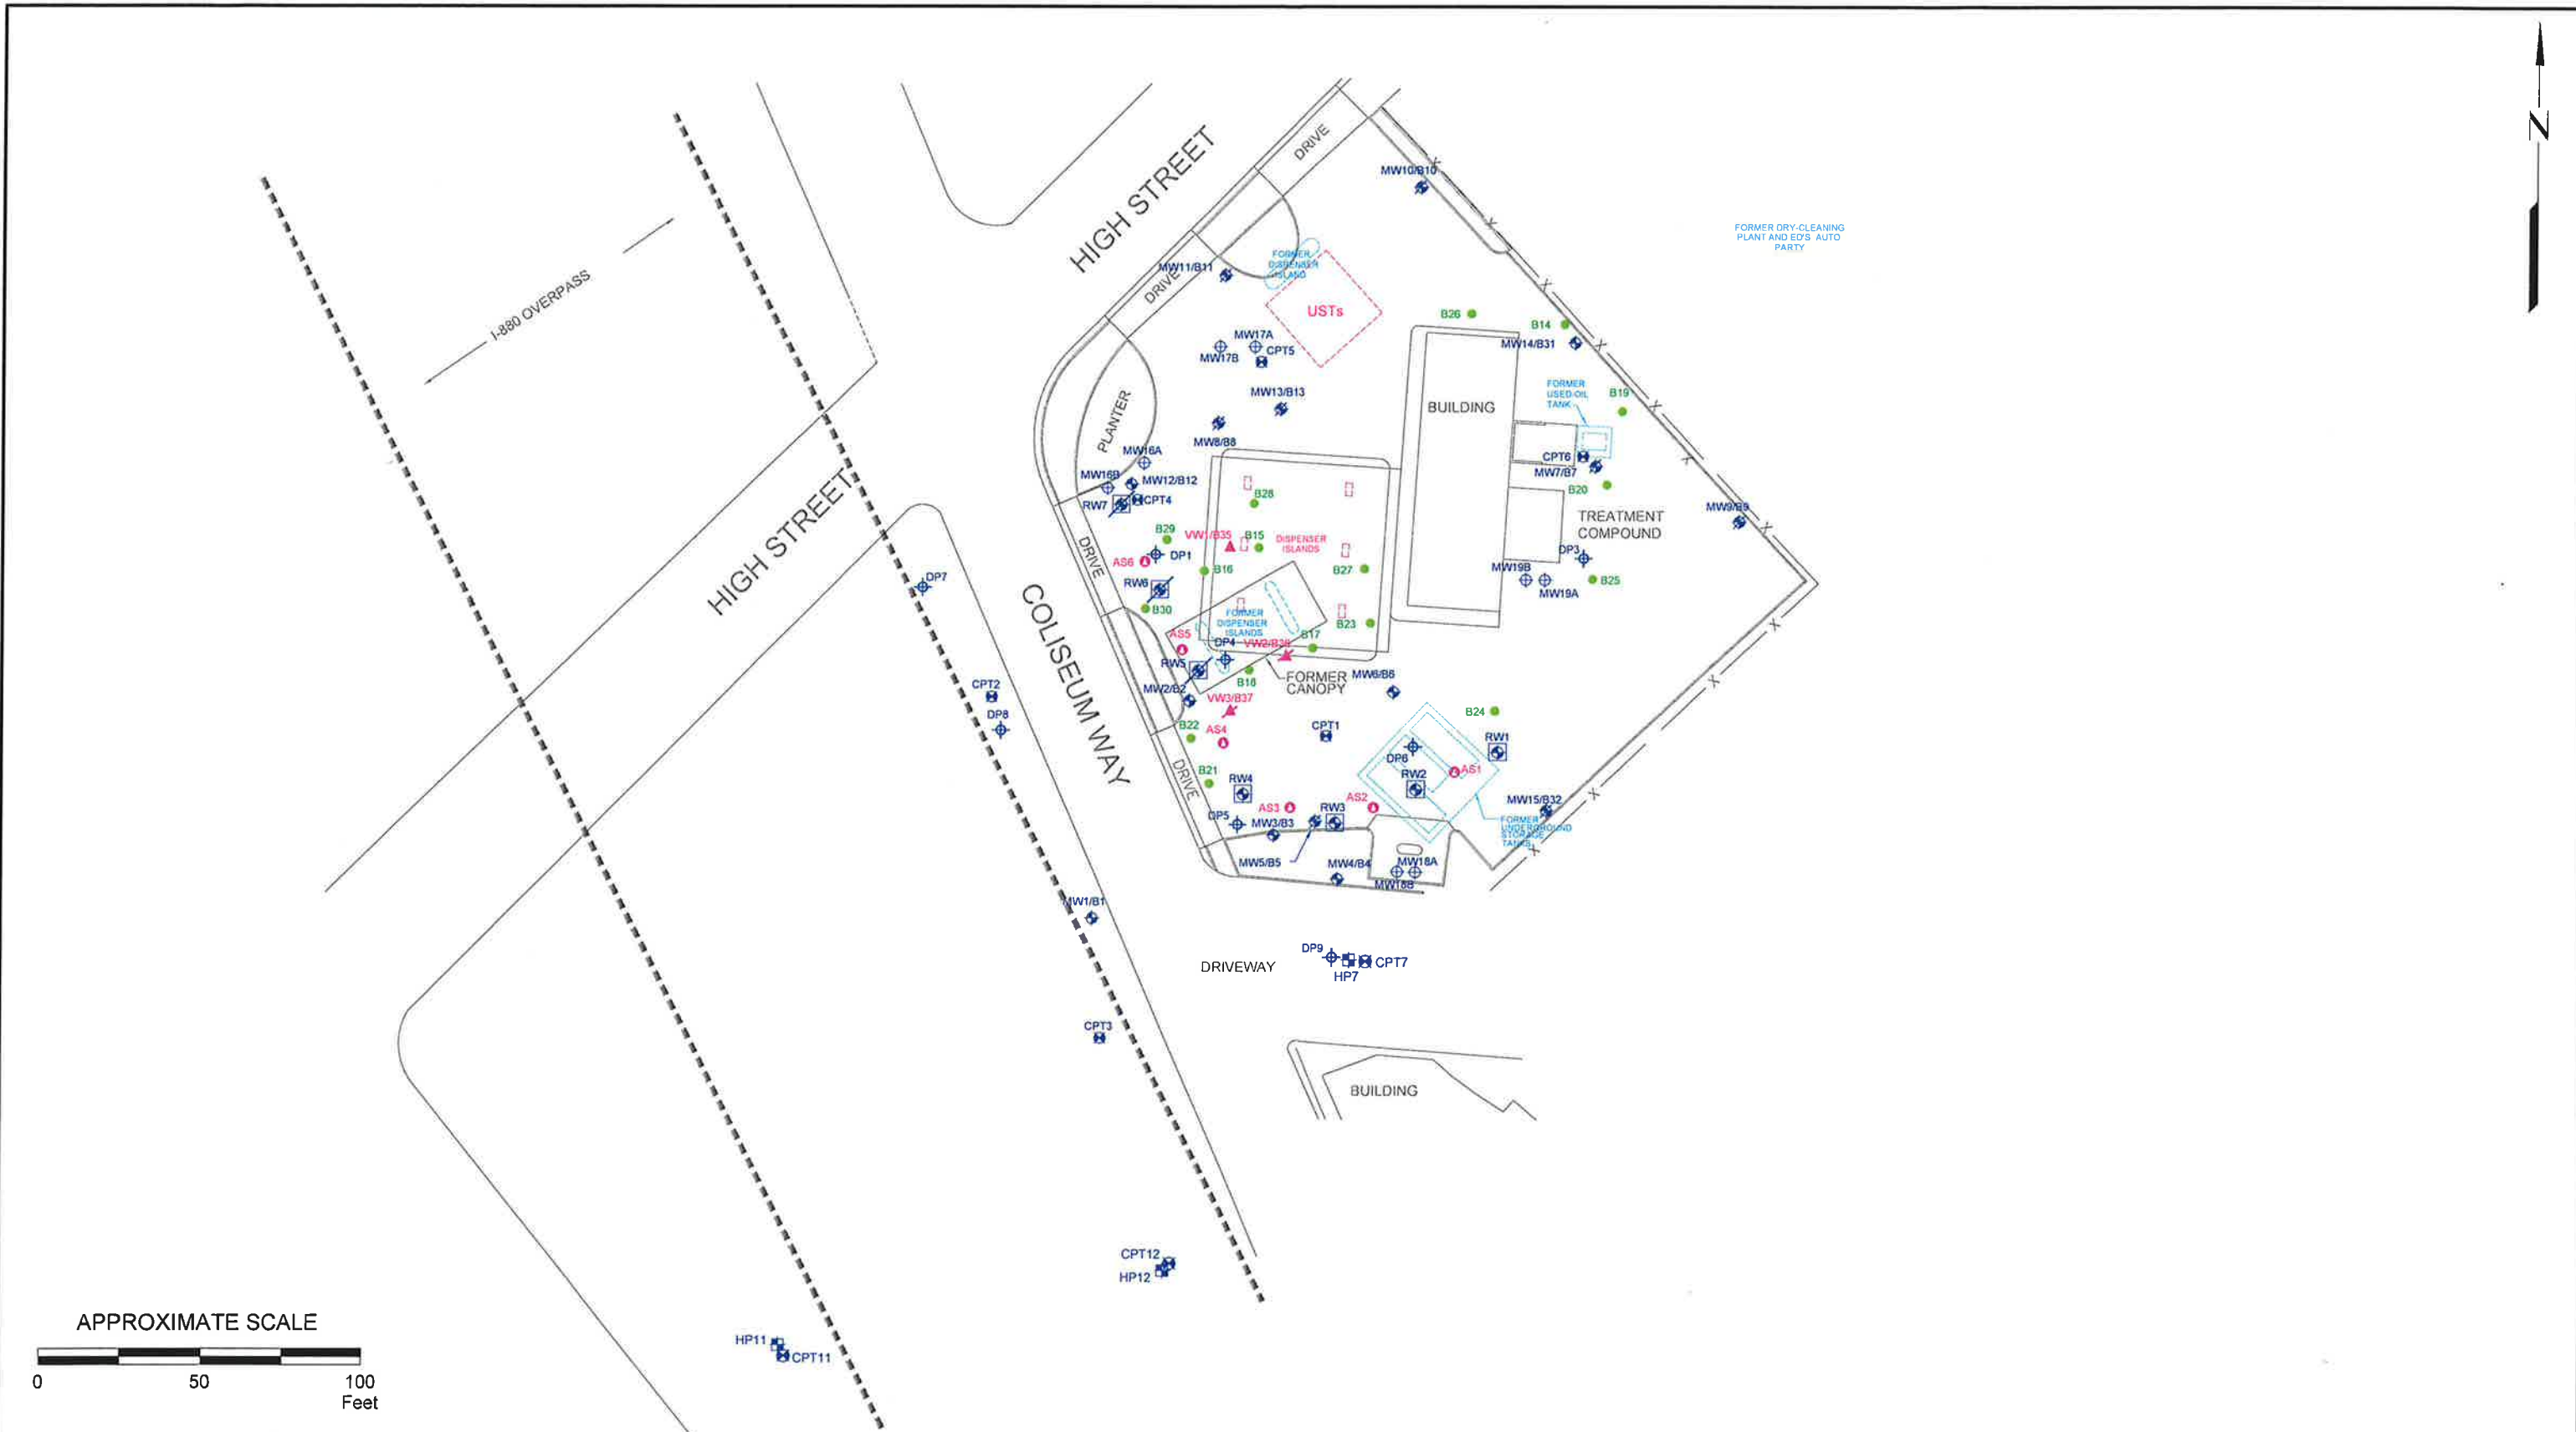 N
HIGH STREET
DRIVE
MW10/B10
FORMER DRY-CLEANING
PLANT AND ED'S AUTO
PARTY
I-880 OVERPASS
MW11/B11
DRIVE
FORMER
DISPENSER
ISLAND
USTs
B26
B14
MW14/B31
MW17A
MW17B
CPT5
MW13/B13
MW8/B8
PLANTER
BUILDING
FORMER
USED-OIL
TANK
B19
MW16A
MW16B
MW12/B12
RW7
CPT4
CPT6
MW7/B7
B20
MW9/B9
TREATMENT
COMPOUND
B28
B29
VW1/B35
B15
DISPENSER
ISLANDS
DRIVE
AS6
DP1
B16
B27
DP3
MW19B
B25
MW19A
HIGH STREET
DP7
RW6
B30
FORMER
DISPENSER
ISLANDS
B23
AS5
DP4
VW2/B36
B17
COLISEUM WAY
RW5
MW2/B2
B18
FORMER
CANOPY
MW6/B6
CPT2
DP8
VW3/B37
B22
AS4
CPT1
B24
RW1
DP6
AS1
RW2
DRIVE
B21
RW4
AS3
RW3
AS2
MW15/B32
DP5
MW3/B3
FORMER
UNDERGROUND
STORAGE
TANKS
MW5/B5
MW4/B4
MW18A
MW18B
MW1/B1
DRIVEWAY
DP9
HP7
CPT7
CPT3
BUILDING
CPT12
HP12
HP11
CPT11
APPROXIMATE SCALE
0 50 100
Feet